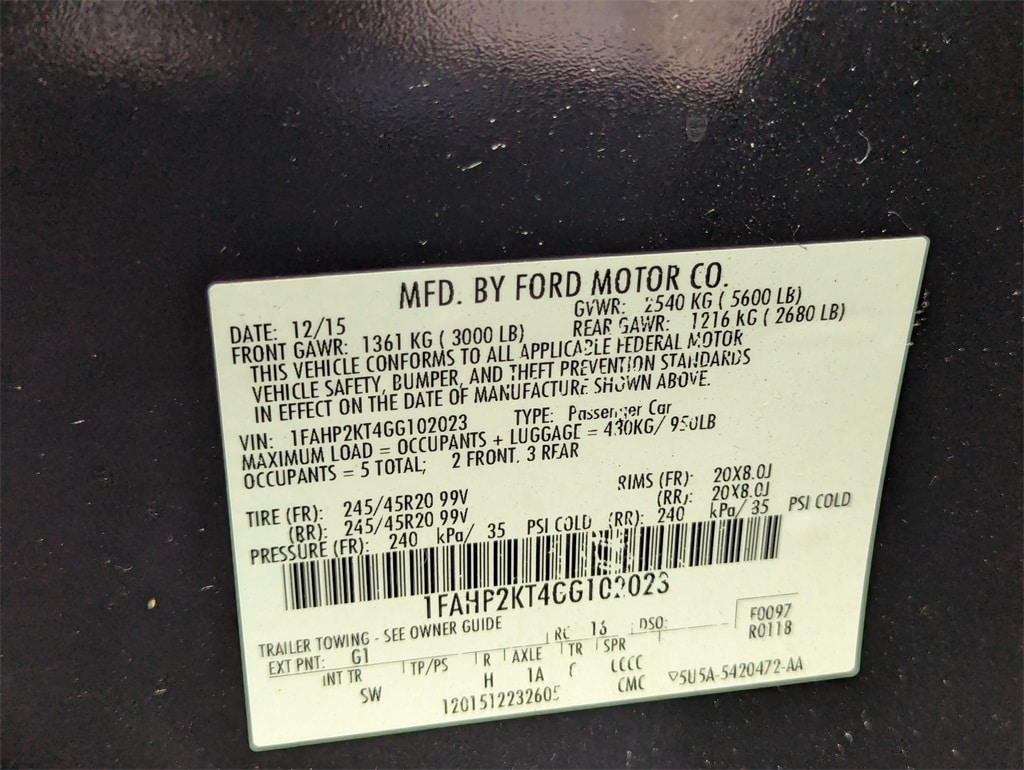 MFD. BY FORD MOTOR CO.
DATE: 12/15 GVWR: 2540 KG ( 5600 LB)
FRONT GAWR: 1361 KG ( 3000 LB) REAR GAWR: 1216 KG ( 2680 LB)
THIS VEHICLE CONFORMS TO ALL APPLICABLE FEDERAL MOTOR
VEHICLE SAFETY, BUMPER, AND THEFT PREVENTION STANDARDS
IN EFFECT ON THE DATE OF MANUFACTURE SHOWN ABOVE.
VIN: 1FAHP2KT4GG102023 TYPE: Passenger Car
MAXIMUM LOAD = OCCUPANTS + LUGGAGE = 430KG/ 950LB
OCCUPANTS = 5 TOTAL; 2 FRONT, 3 REAR
TIRE (FR): 245/45R20 99V RIMS (FR): 20X8.0J
(RR): 245/45R20 99V (RR): 20X8.0J
PRESSURE (FR): 240 kPa/ 35 PSI COLD (RR): 240 kPa/ 35 PSI COLD
1FAHP2KT4GG102023
TRAILER TOWING - SEE OWNER GUIDE RC: 16 DSO: F0097
EXT PNT: G1 R0118
INT TR TP/PS R AXLE TR SPR
SW H 1A C LCCC
1201512232605 CMC ▽5U5A-5420472-AA